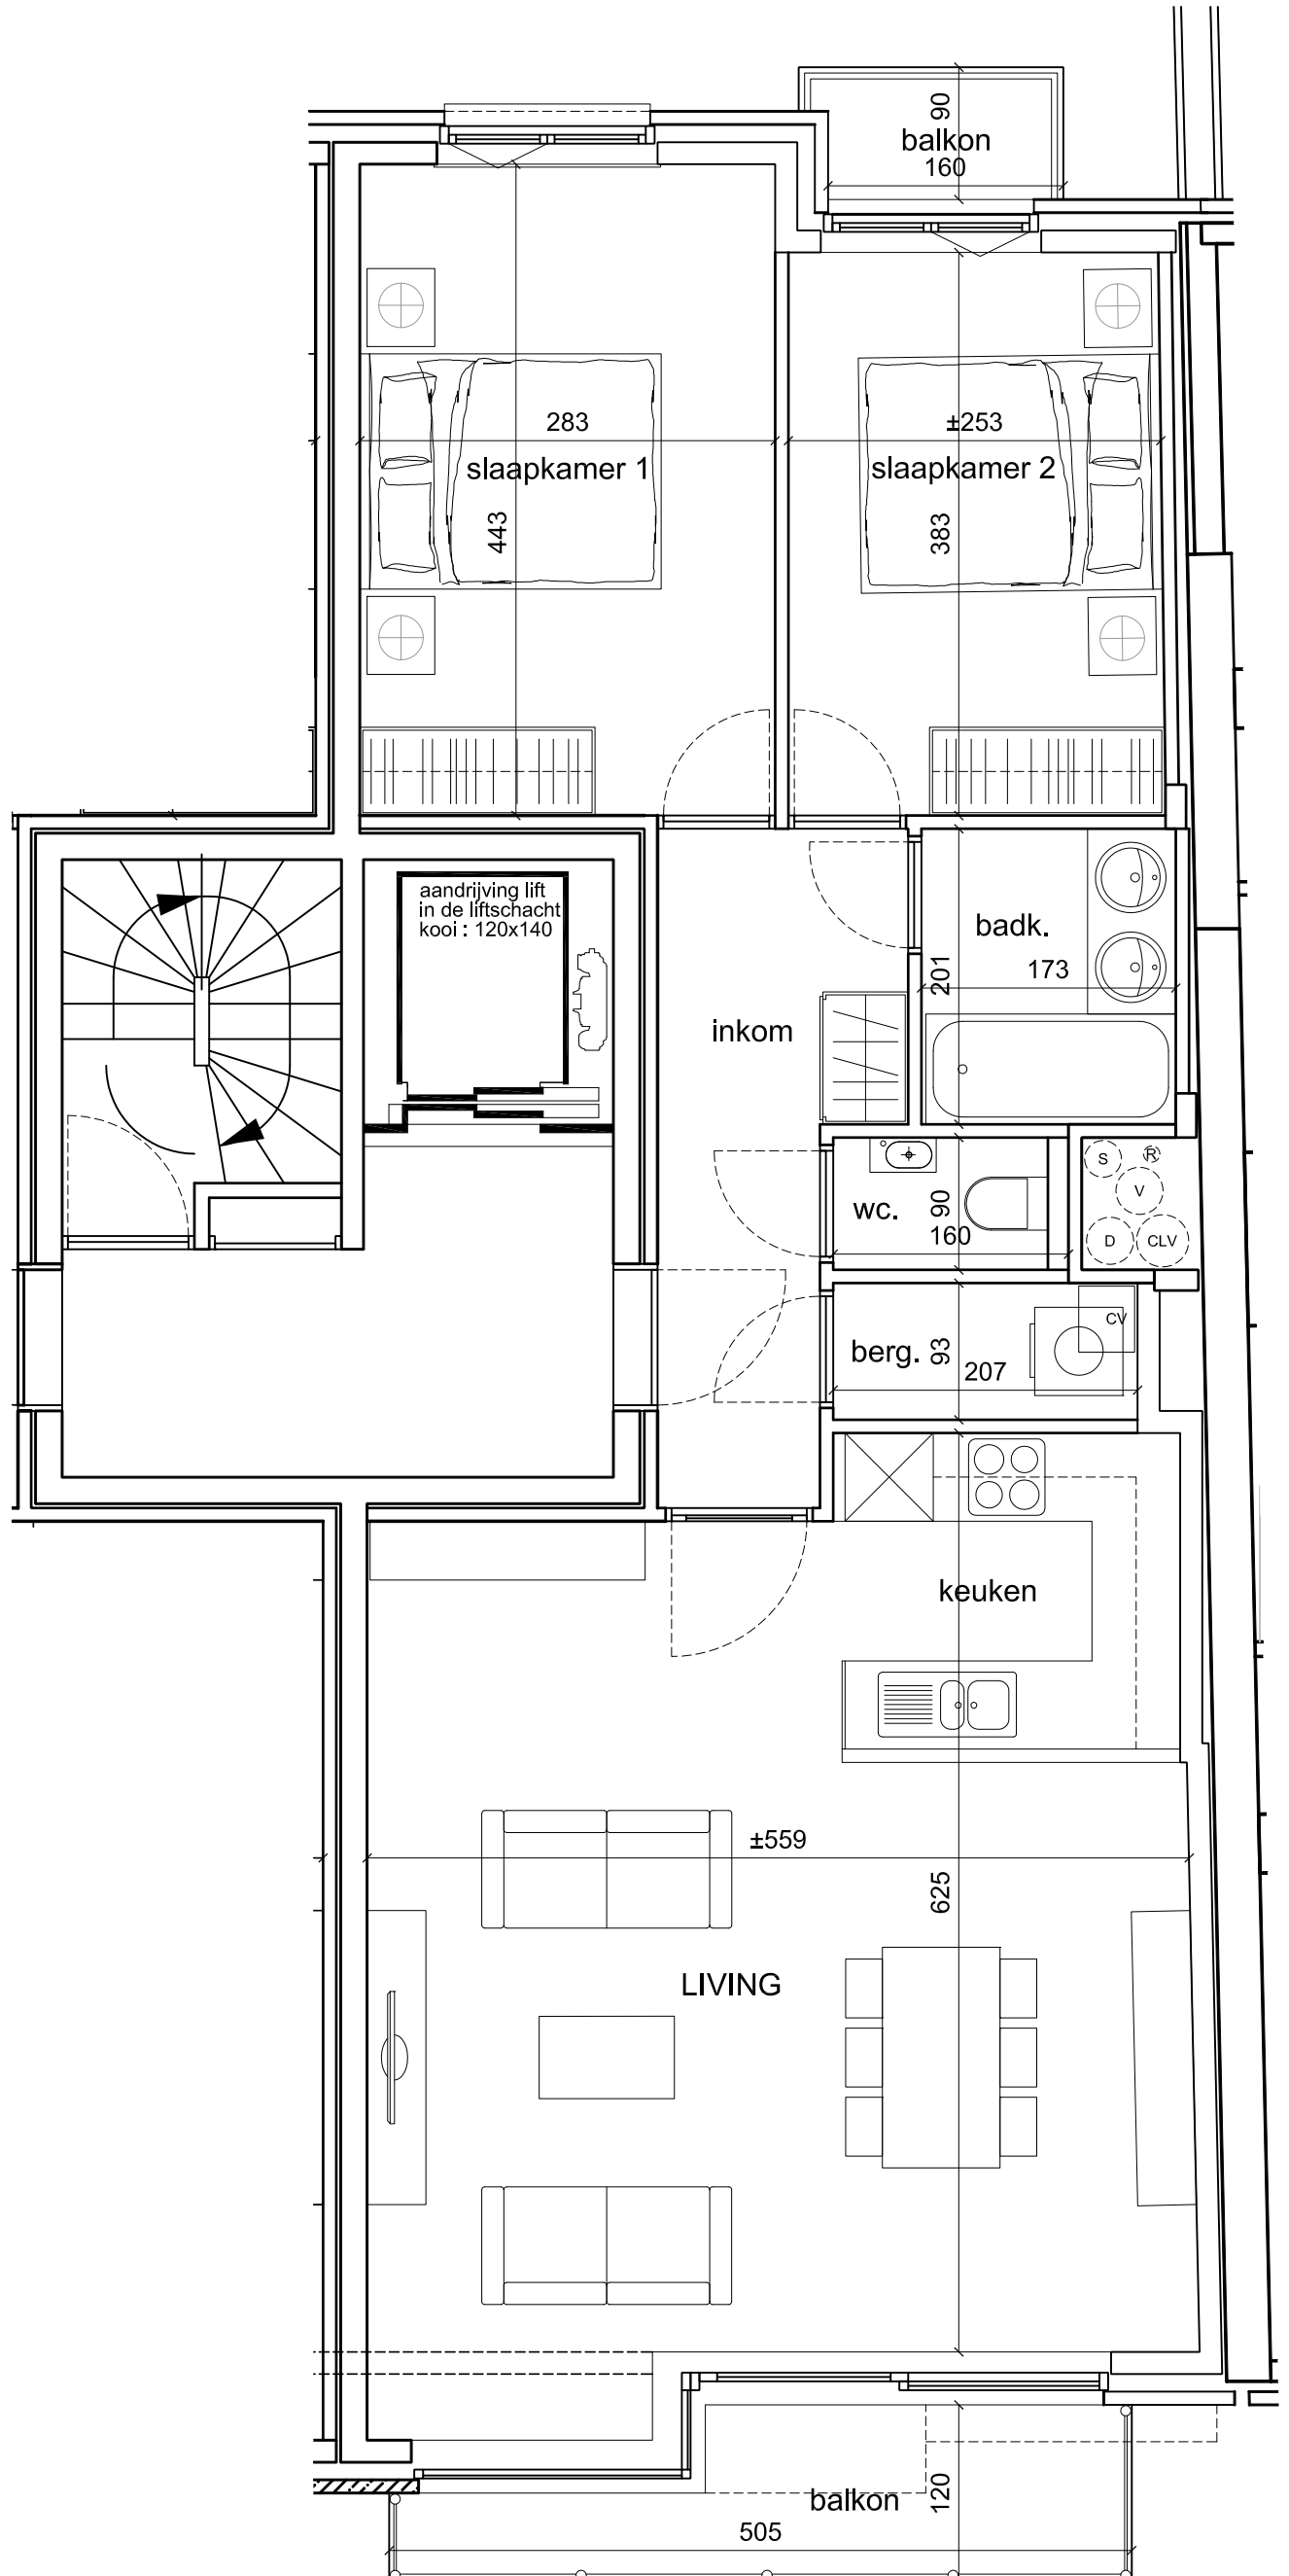 90
balkon
160
283
±253
slaapkamer 1
slaapkamer 2
443
383
aandrijving lift
in de liftschacht
kooi : 120x140
badk.
201
173
inkom
S
R
V
D
CLV
wc.
90
160
CV
berg.
93
207
keuken
±559
625
LIVING
balkon
120
505